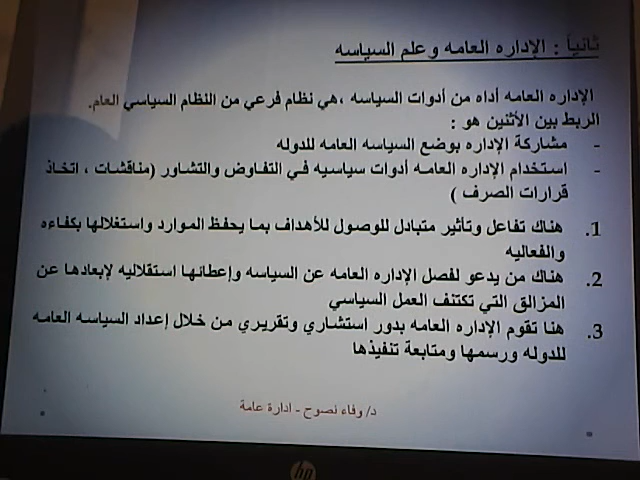 ثانياً : الإداره العامه وعلم السياسه
الإداره العامه أداه من أدوات السياسه ،هي نظام فرعي من النظام السياسي العام.
الربط بين الأثنين هو :
- مشاركة الإداره بوضع السياسه العامه للدوله
- استخدام الإداره العامه أدوات سياسيه في التفاوض والتشاور (مناقشات ، اتخاذ
قرارات الصرف )
1. هناك تفاعل وتأثير متبادل للوصول للأهداف بما يحفظ الموارد واستغلالها بكفاءه
والفعاليه
2. هناك من يدعو لفصل الإداره العامه عن السياسه وإعطائها استقلاليه لإبعادها عن
المزالق التي تكتنف العمل السياسي
3. هنا تقوم الإداره العامه بدور استشاري وتقريري من خلال إعداد السياسه العامه
للدوله ورسمها ومتابعة تنفيذها
د/ وفاء نصوح - ادارة عامة
hp